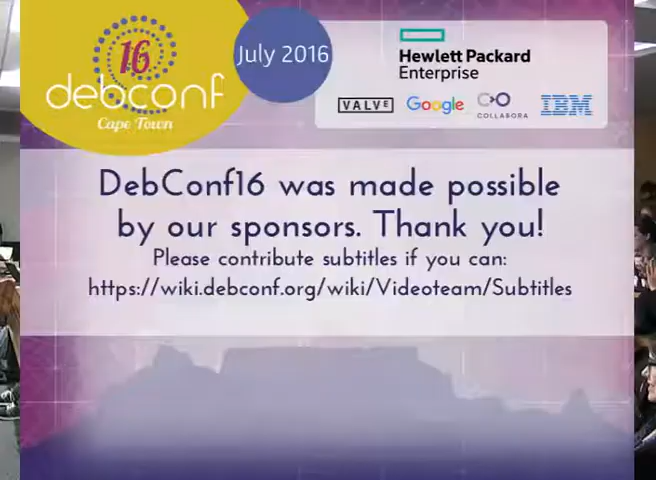 16
debconf
Cape Town
July 2016
Hewlett Packard
Enterprise
VALVE Google COLLABORA IBM
DebConf16 was made possible
by our sponsors. Thank you!
Please contribute subtitles if you can:
https://wiki.debconf.org/wiki/Videoteam/Subtitles